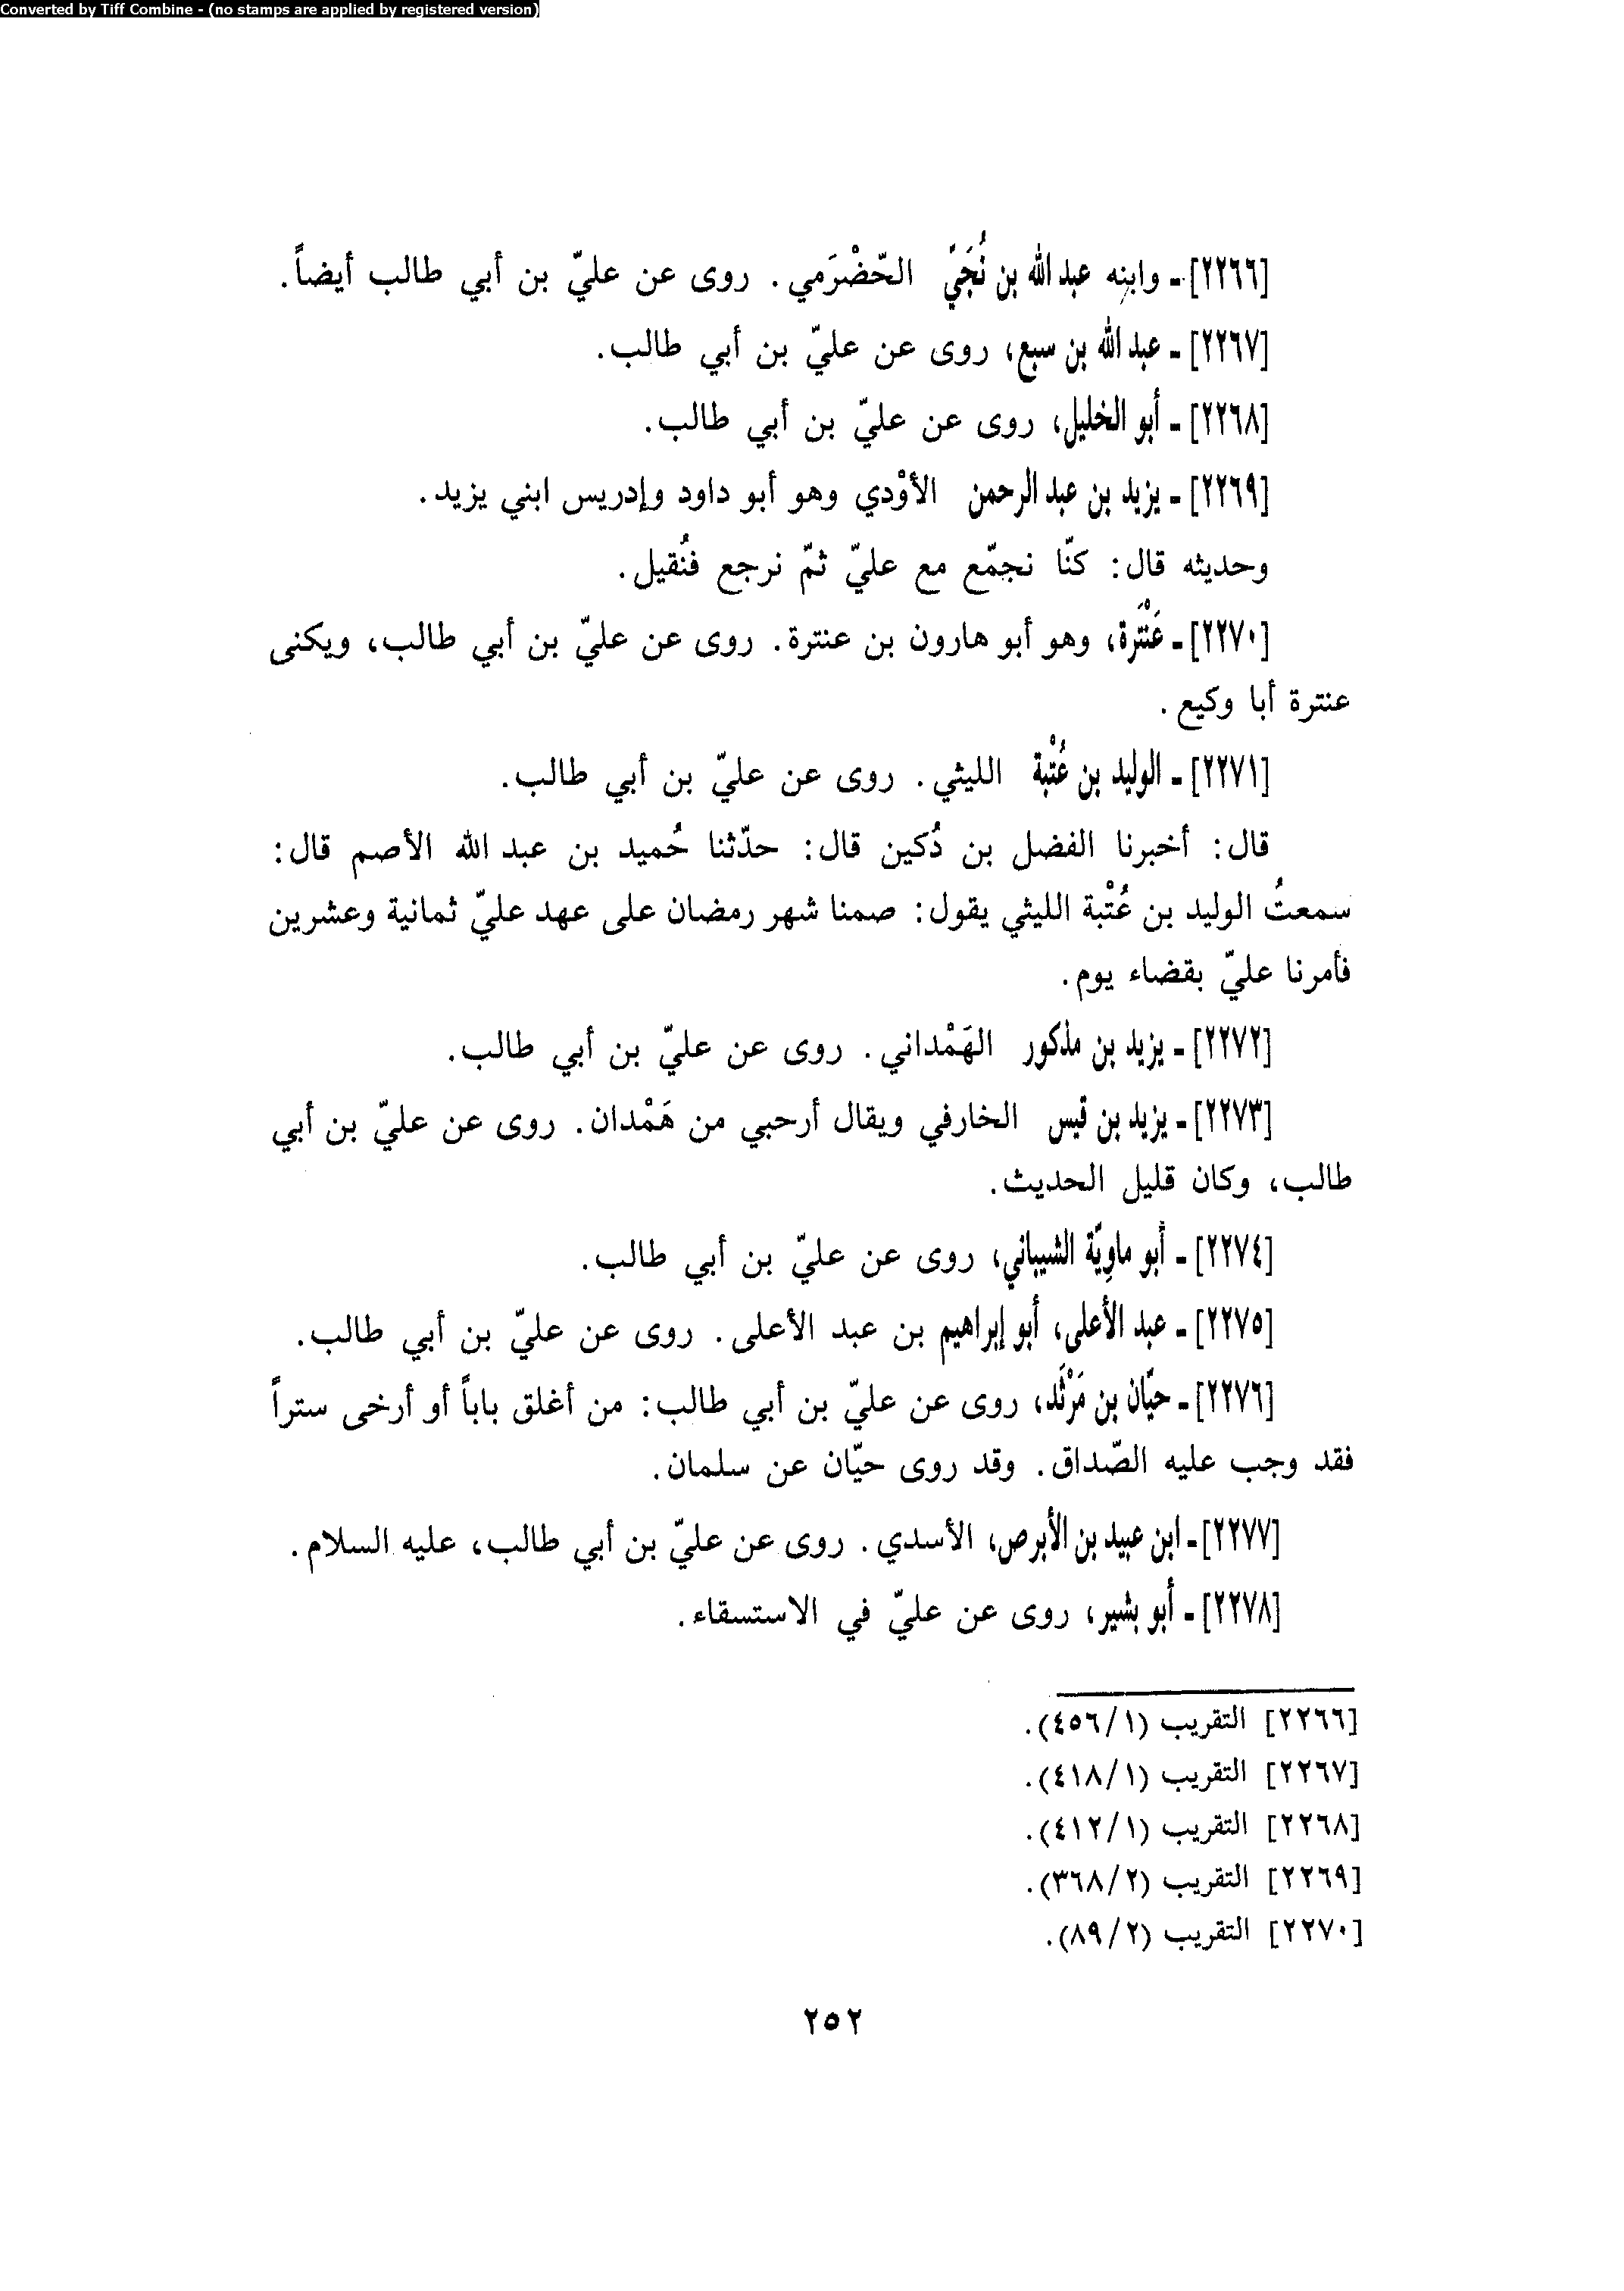 Converted by Tiff Combine - (no stamps are applied by registered version)
[٢٢٦٦] - وابنه عبد الله بن نُجَيّ الحّضْرَمي. روى عن عليّ بن أبي طالب أيضاً.
[٢٢٦٧] - عبد الله بن سبع، روى عن عليّ بن أبي طالب.
[٢٢٦٨] - أبو الخليل، روى عن عليّ بن أبي طالب.
[٢٢٦٩] - يزيد بن عبد الرحمن الأوْدي وهو أبو داود وإدريس ابني يزيد.
وحديثه قال: كنّا نجمّع مع عليّ ثمّ نرجع فنُقيل.
[٢٢٧٠] - عَنْتَرة، وهو أبو هارون بن عنترة. روى عن عليّ بن أبي طالب، ويكنى
عنترة أبا وكيع.
[٢٢٧١] - الوليد بن عُتْبة الليثي. روى عن عليّ بن أبي طالب.
قال: أخبرنا الفضل بن دُكين قال: حدّثنا حُميد بن عبد الله الأصم قال:
سمعتُ الوليد بن عُتْبة الليثي يقول: صمنا شهر رمضان على عهد عليّ ثمانية وعشرين
فأمرنا عليّ بقضاء يوم.
[٢٢٧٢] - يزيد بن مذكور الهَمْداني. روى عن عليّ بن أبي طالب.
[٢٢٧٣] - يزيد بن قيس الخارفي ويقال أرحبي من هَمْدان. روى عن عليّ بن أبي
طالب، وكان قليل الحديث.
[٢٢٧٤] - أبو ماوِيّة الشيباني، روى عن عليّ بن أبي طالب.
[٢٢٧٥] - عبد الأعلى، أبو إبراهيم بن عبد الأعلى. روى عن عليّ بن أبي طالب.
[٢٢٧٦] - حيّان بن مَرْثَد، روى عن عليّ بن أبي طالب: من أغلق باباً أو أرخى ستراً
فقد وجب عليه الصّداق. وقد روى حيّان عن سلمان.
[٢٢٧٧] - ابن عبيد بن الأبرص، الأسدي. روى عن عليّ بن أبي طالب، عليه السلام.
[٢٢٧٨] - أبو بشير، روى عن عليّ في الاستسقاء.
[٢٢٦٦] التقريب (٤٥٦/١).
[٢٢٦٧] التقريب (٤١٨/١).
[٢٢٦٨] التقريب (٤١٢/١).
[٢٢٦٩] التقريب (٣٦٨/٢).
[٢٢٧٠] التقريب (٨٩/٢).
٢٥٢